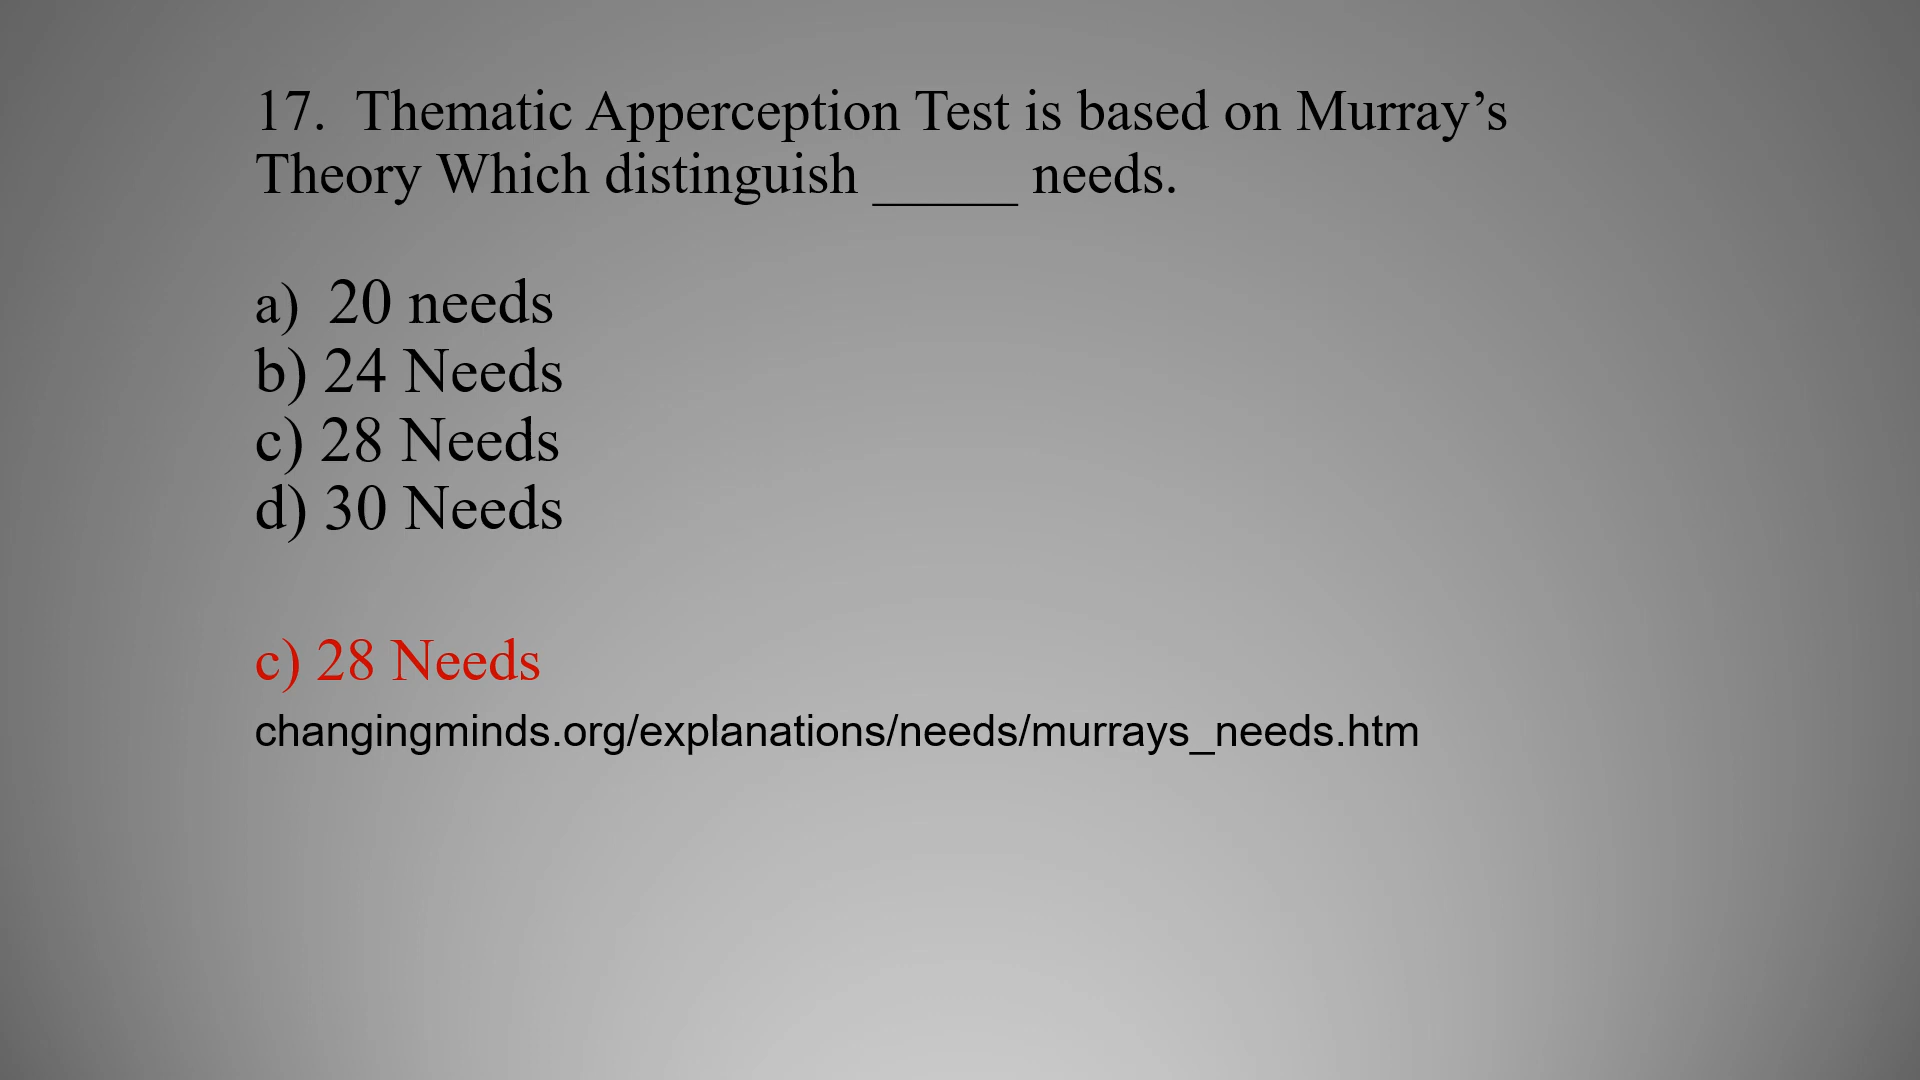 17. Thematic Apperception Test is based on Murray’s
Theory Which distinguish _____ needs.
a) 20 needs
b) 24 Needs
c) 28 Needs
d) 30 Needs
c) 28 Needs
changingminds.org/explanations/needs/murrays_needs.htm